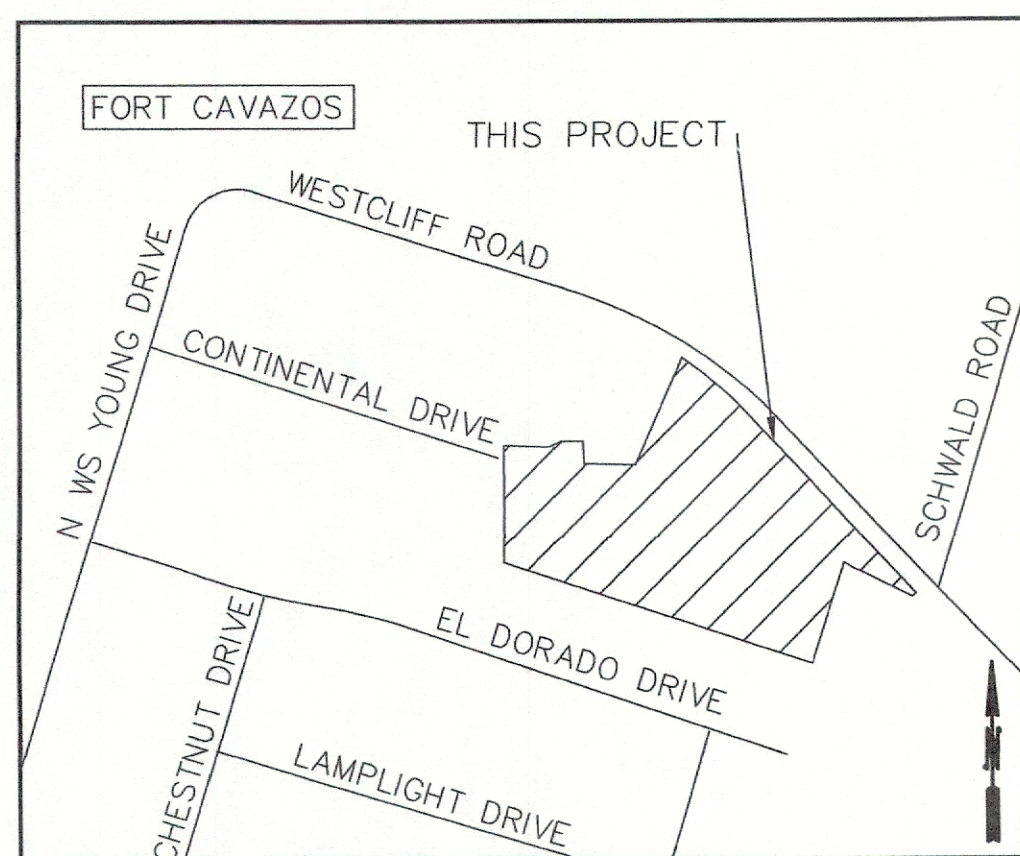 FORT CAVAZOS
THIS PROJECT
WESTCLIFF ROAD
N WS YOUNG DRIVE
CONTINENTAL DRIVE
SCHWALD ROAD
EL DORADO DRIVE
CHESTNUT DRIVE
LAMPLIGHT DRIVE
N